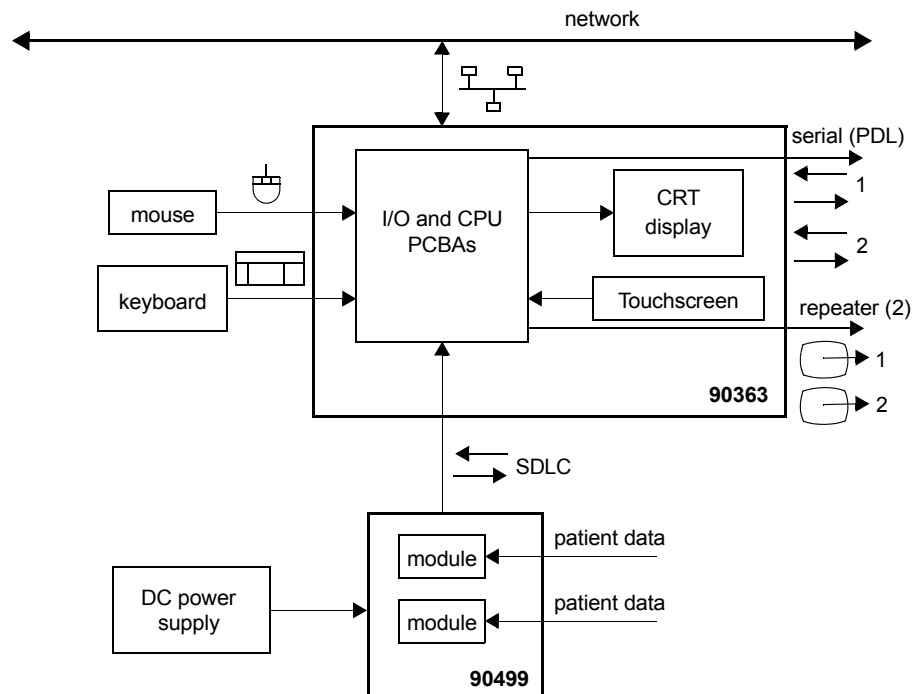 network
serial (PDL)
1
2
mouse
I/O and CPU
PCBAs
CRT
display
keyboard
Touchscreen
repeater (2)
1
2
90363
SDLC
DC power
supply
module
patient data
module
patient data
90499